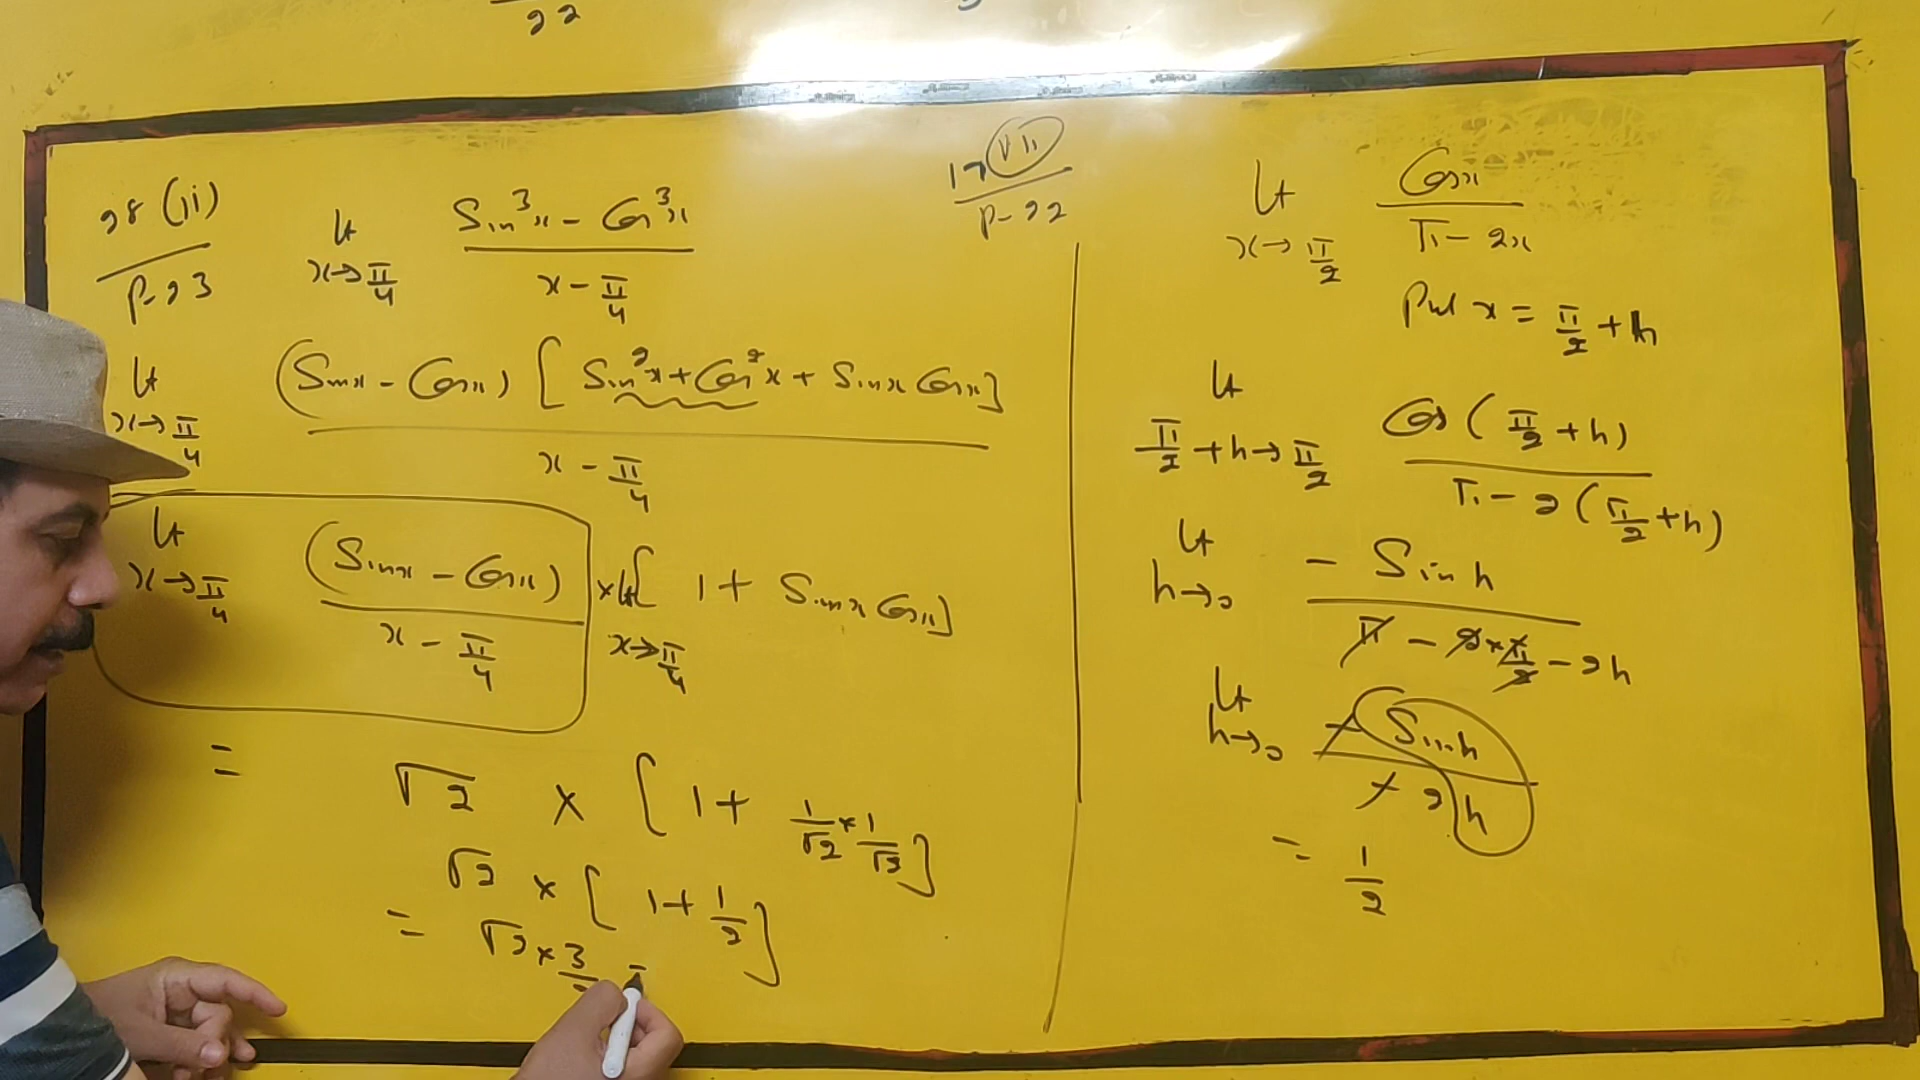 22
28 (ii)
P-23
Lt x→π/4 (Sin³x - Cos³x)/(x - π/4)
Lt x→π/4 (Sinx - Cosx) [Sin²x + Cos²x + Sinx Cosx]/(x - π/4)
Lt x→π/4 (Sinx - Cosx)/(x - π/4) × Lt x→π/4 [1 + Sinx Cosx]
= √2 × [1 + 1/√2 × 1/√2]
√2 × [1 + 1/2]
= √2 × 3/2 =
17 (vii)
P-22
Lt x→π/2 Cosx/(π - 2x)
Put x = π/2 + h
Lt π/2 + h→π/2 Cos(π/2 + h)/(π - 2(π/2 + h))
Lt h→0 - Sin h/(π - 2×π/2 - 2h)
Lt h→0 - Sinh/- 2h
= 1/2